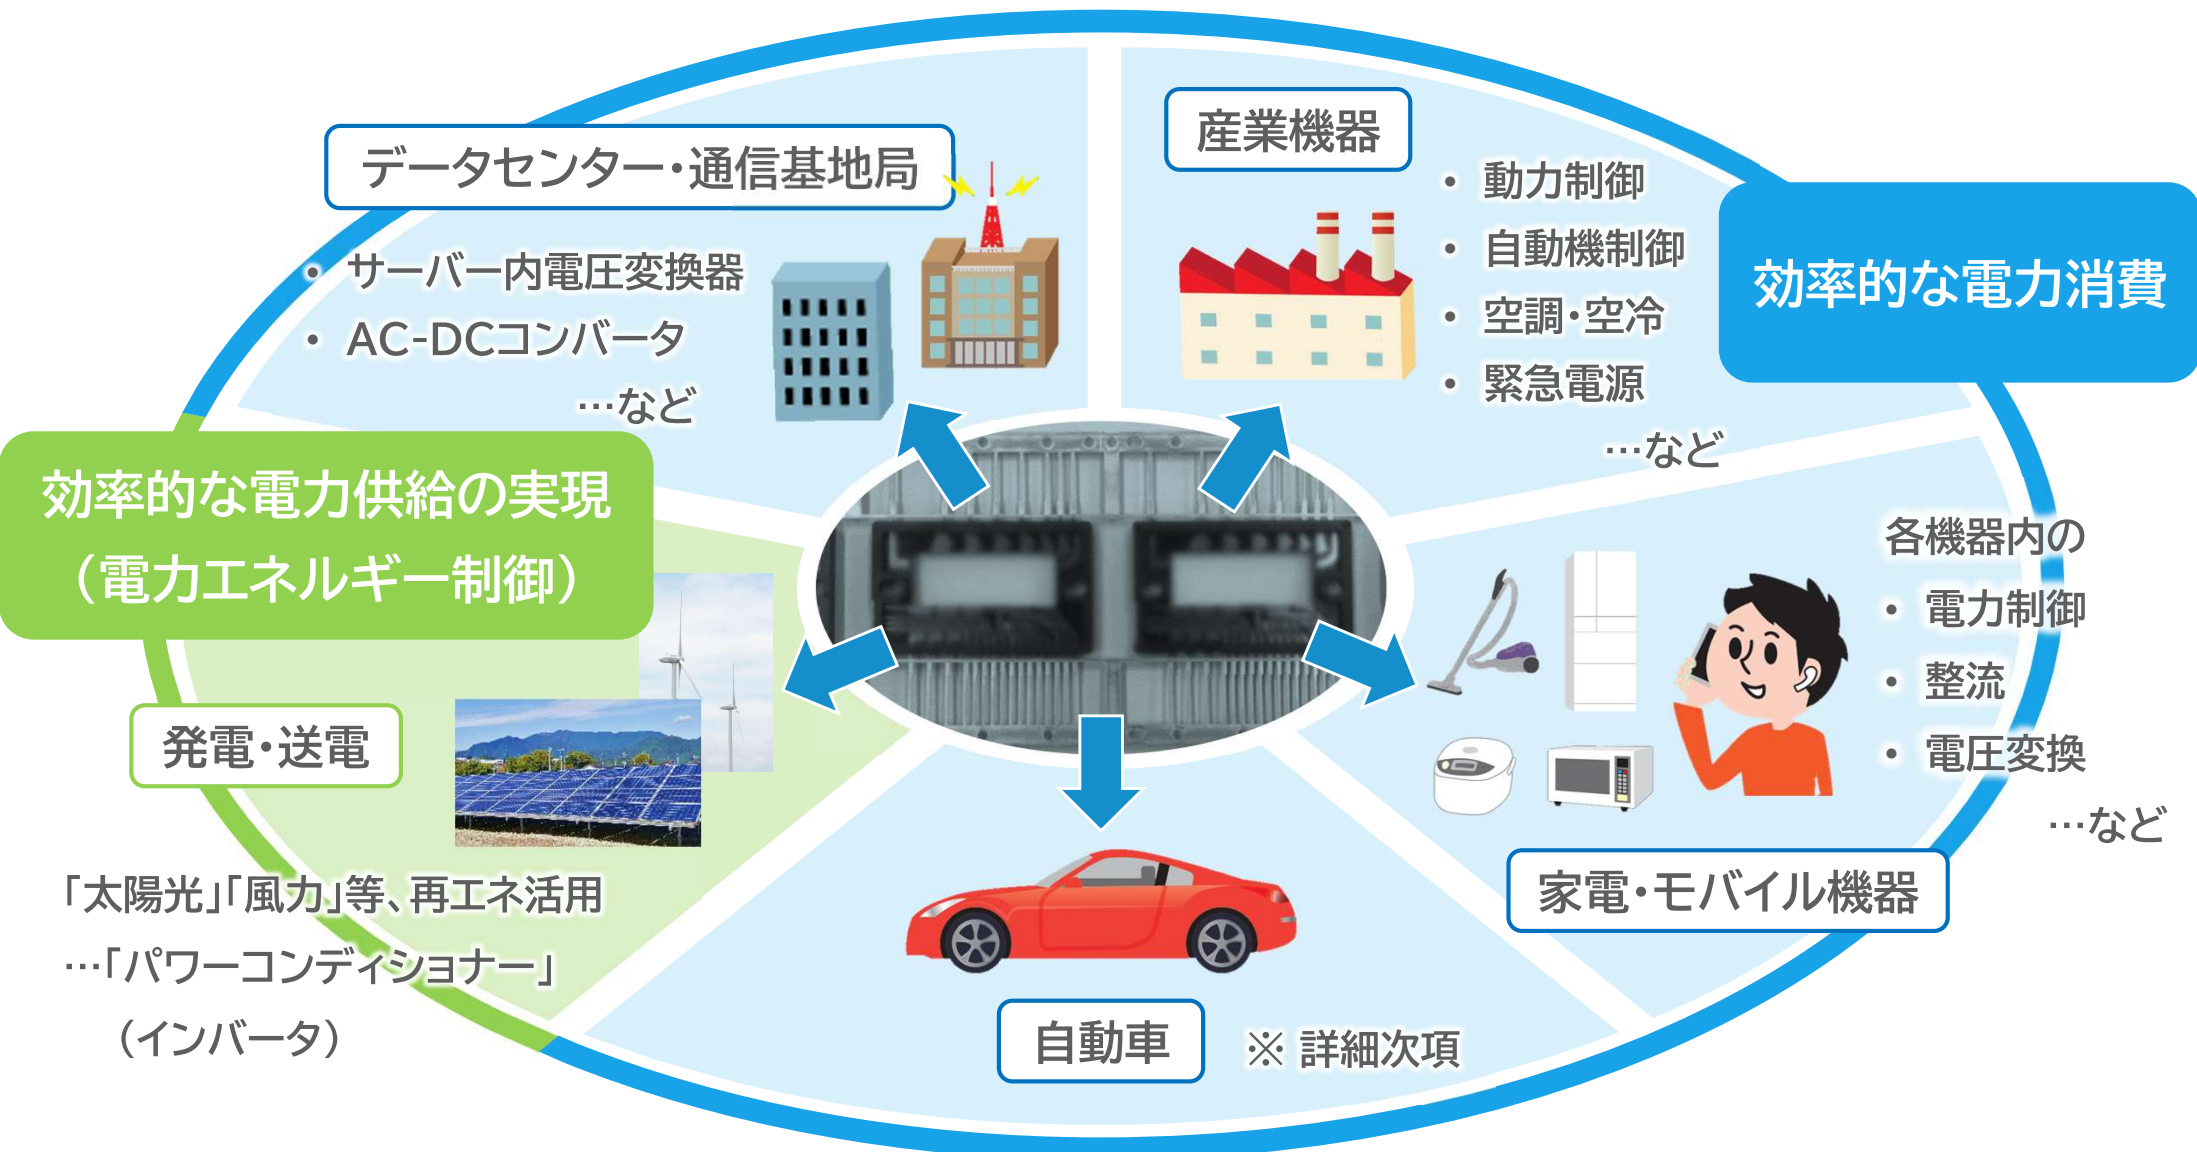 データセンター・通信基地局
• サーバー内電圧変換器
• AC-DCコンバータ
…など
産業機器
• 動力制御
• 自動機制御
• 空調・空冷
• 緊急電源
…など
効率的な電力消費
効率的な電力供給の実現
（電力エネルギー制御）
発電・送電
「太陽光」「風力」等、再エネ活用
…「パワーコンディショナー」
（インバータ）
各機器内の
• 電力制御
• 整流
• 電圧変換
…など
家電・モバイル機器
自動車
※ 詳細次項